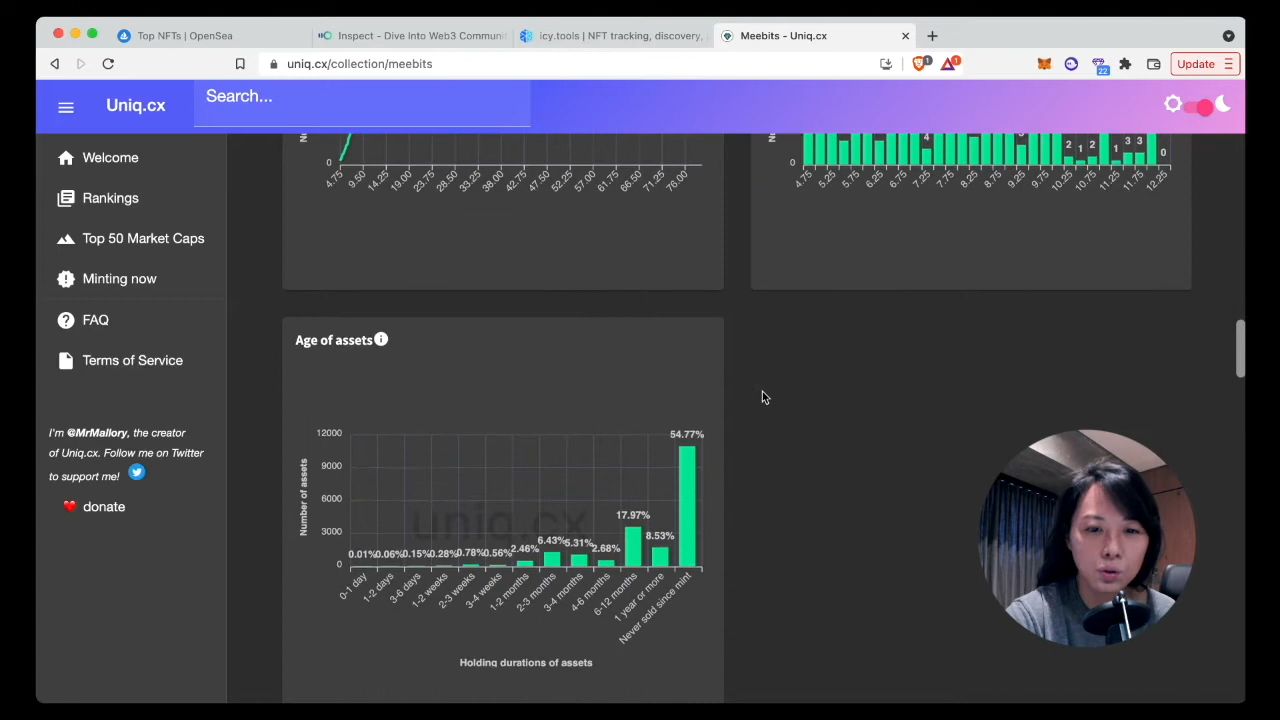 Top NFTs | OpenSea
Inspect - Dive Into Web3 Communi
icy.tools | NFT tracking, discovery,
Meebits - Uniq.cx
uniq.cx/collection/meebits
1
1
22
Update
Uniq.cx
Search...
Welcome
Rankings
Top 50 Market Caps
Minting now
FAQ
Terms of Service
I'm @MrMallory, the creator
of Uniq.cx. Follow me on Twitter
to support me!
donate
0
4.75 9.50 14.25 19.00 23.75 28.50 33.25 38.00 42.75 47.50 52.25 57.00 61.75 66.50 71.25 76.00
4 2 1 2 1 3 3 0
0
4.75 5.25 5.75 6.25 6.75 7.25 7.75 8.25 8.75 9.25 9.75 10.25 10.75 11.25 11.75 12.25
Age of assets
Number of assets
12000
9000
6000
3000
0
0.01% 0.06% 0.15% 0.28% 0.78% 0.56% 2.46% 6.43% 5.31% 2.68% 17.97% 8.53% 54.77%
uniq.cx
0-1 day
1-2 days
3-6 days
1-2 weeks
2-3 weeks
3-4 weeks
1-2 months
2-3 months
3-4 months
4-6 months
6-12 months
1 year or more
Never sold since mint
Holding durations of assets